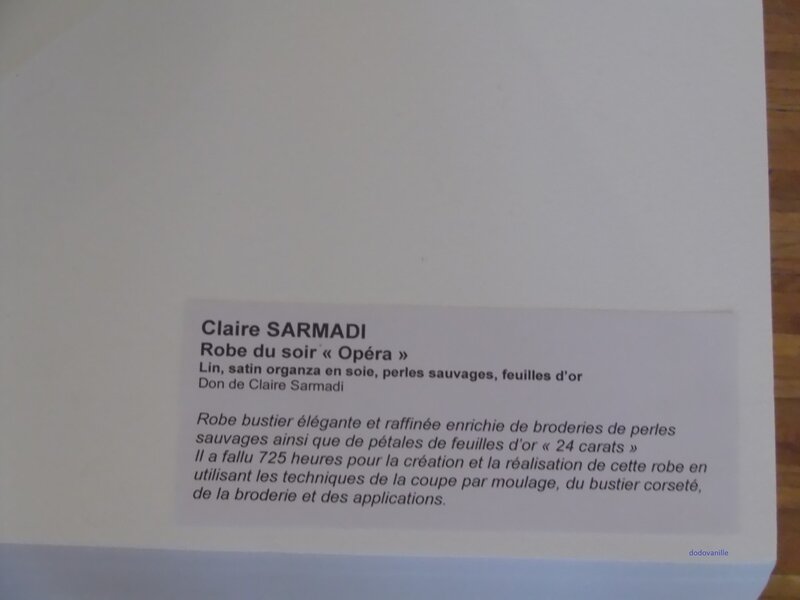 Claire SARMADI
Robe du soir « Opéra »
Lin, satin organza en soie, perles sauvages, feuilles d'or
Don de Claire Sarmadi
Robe bustier élégante et raffinée enrichie de broderies de perles
sauvages ainsi que de pétales de feuilles d'or « 24 carats »
Il a fallu 725 heures pour la création et la réalisation de cette robe en
utilisant les techniques de la coupe par moulage, du bustier corseté,
de la broderie et des applications.
dodovanille